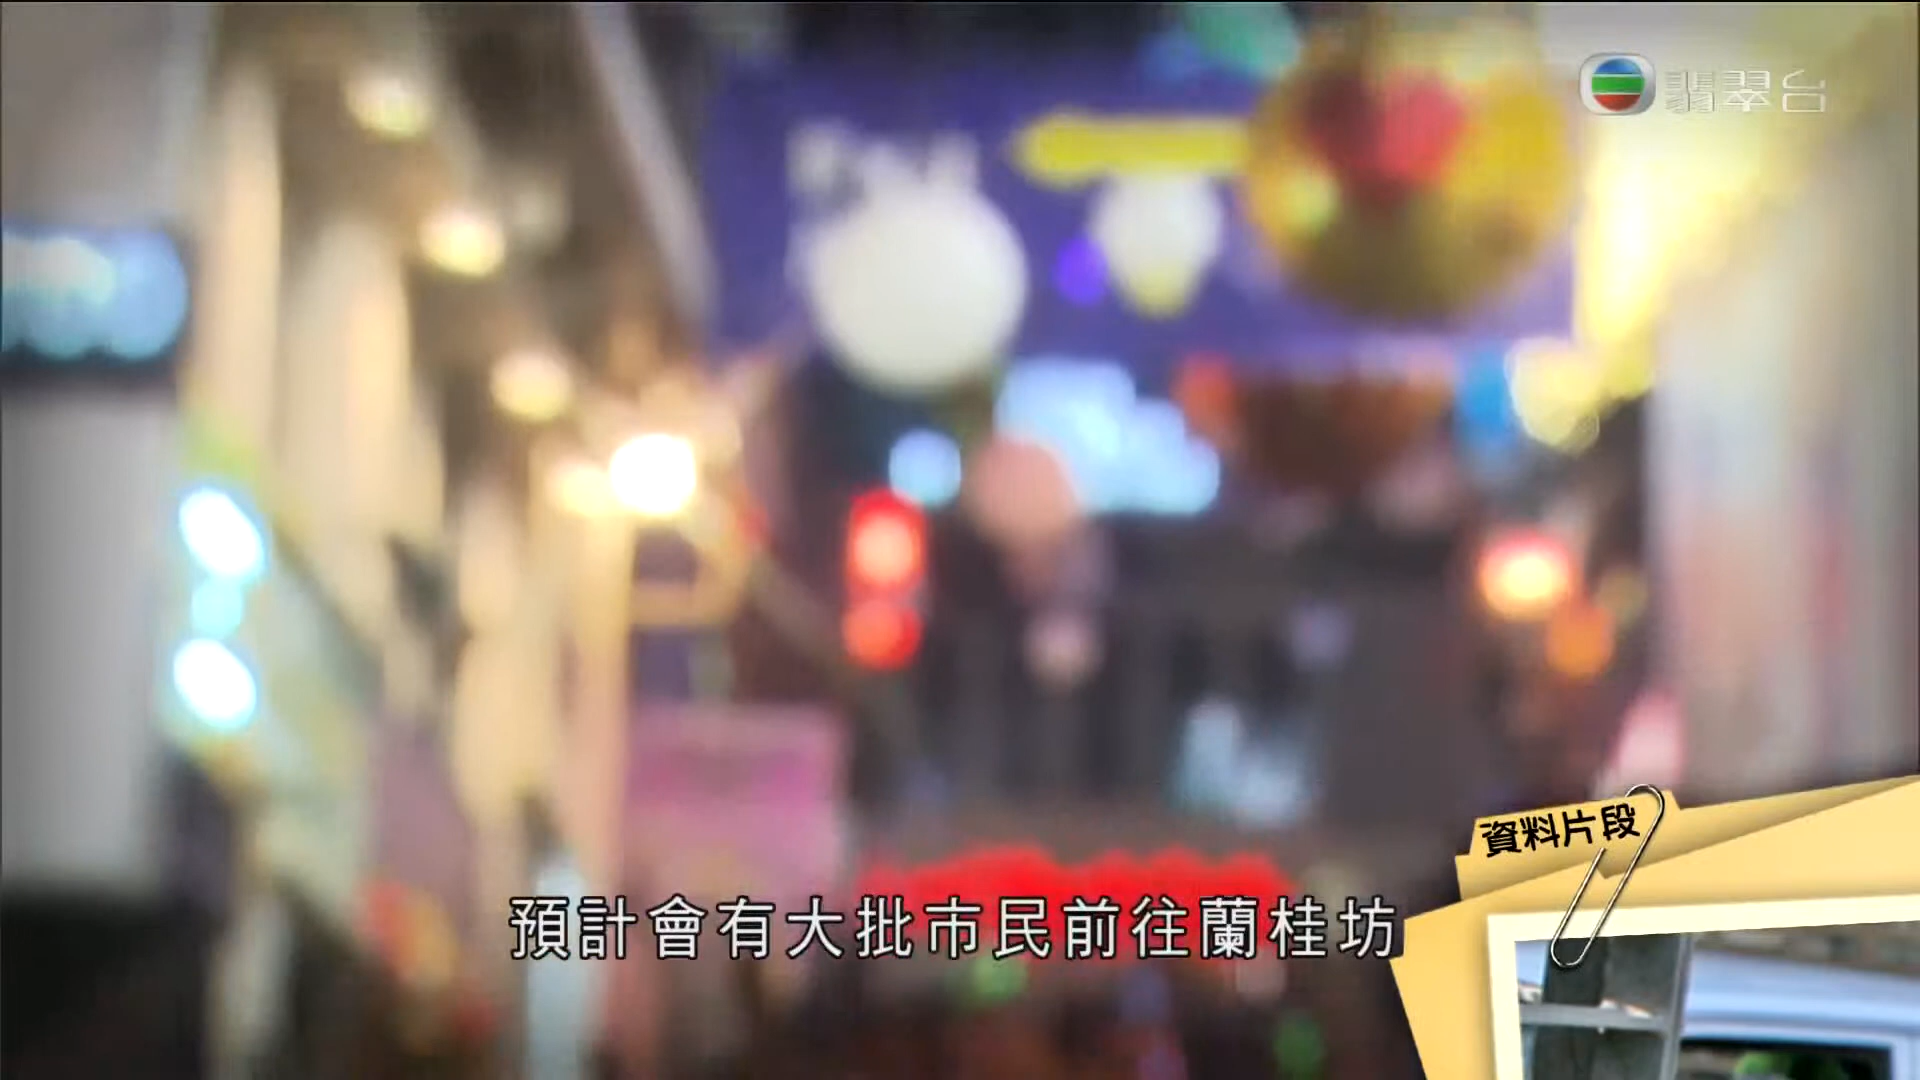 翡翠台
資料片段
預計會有大批市民前往蘭桂坊